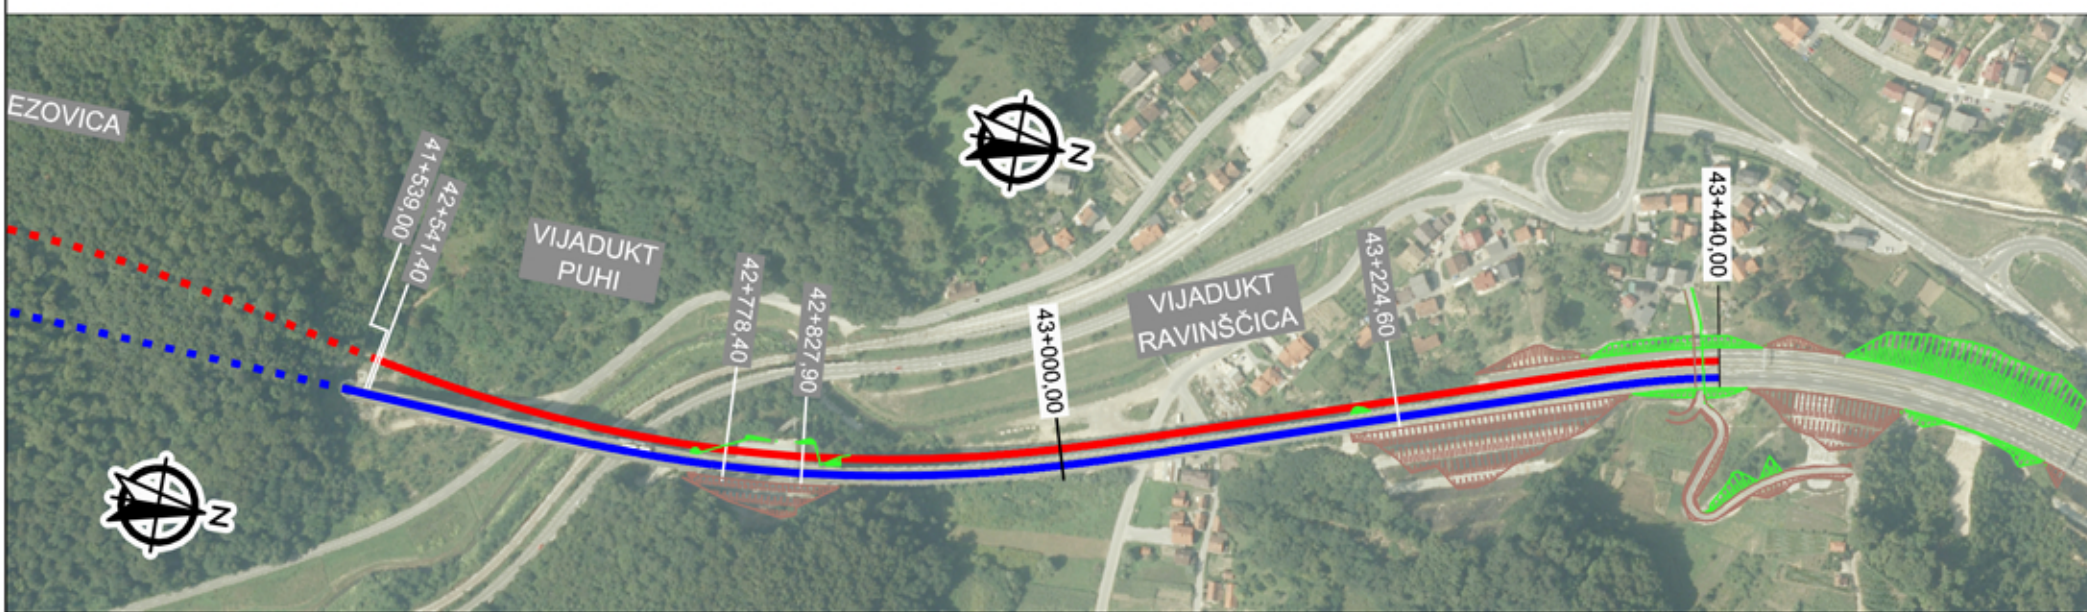 EZOVICA
41+539,00
42+541,40
VIJADUKT
PUHI
42+778,40
42+827,90
N
N
43+000,00
VIJADUKT
RAVINŠČICA
43+224,60
43+440,00